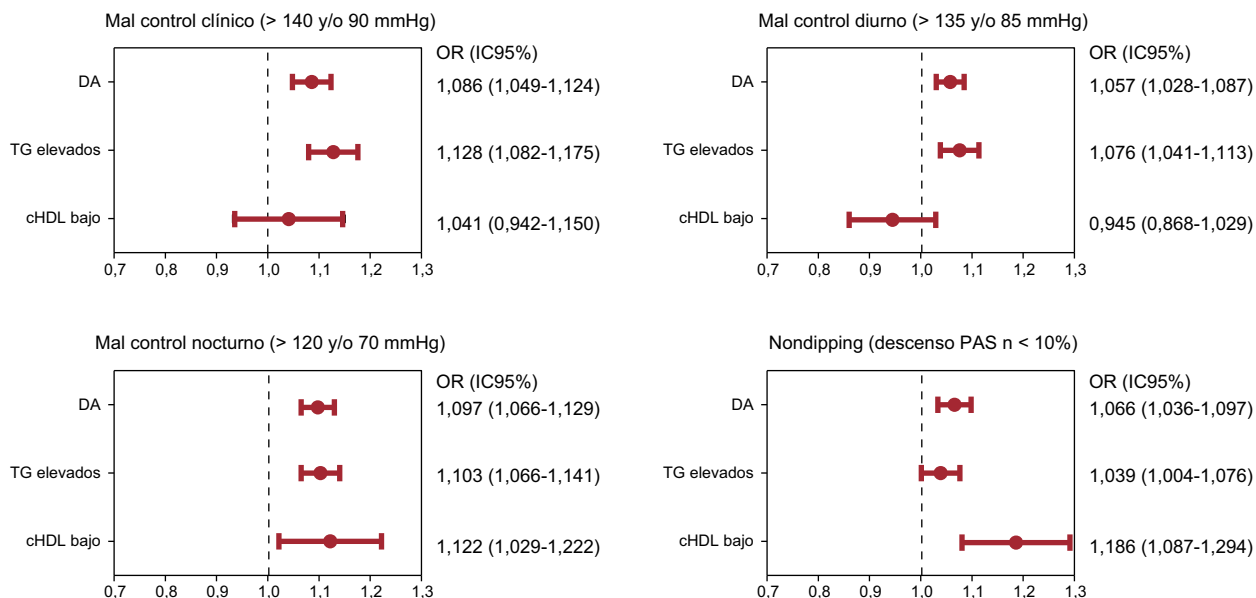 Mal control clínico (> 140 y/o 90 mmHg)
OR (IC95%)
DA
1,086 (1,049-1,124)
TG elevados
1,128 (1,082-1,175)
cHDL bajo
1,041 (0,942-1,150)
0,7 0,8 0,9 1,0 1,1 1,2 1,3
Mal control diurno (> 135 y/o 85 mmHg)
OR (IC95%)
DA
1,057 (1,028-1,087)
TG elevados
1,076 (1,041-1,113)
cHDL bajo
0,945 (0,868-1,029)
0,7 0,8 0,9 1,0 1,1 1,2 1,3
Mal control nocturno (> 120 y/o 70 mmHg)
OR (IC95%)
DA
1,097 (1,066-1,129)
TG elevados
1,103 (1,066-1,141)
cHDL bajo
1,122 (1,029-1,222)
0,7 0,8 0,9 1,0 1,1 1,2 1,3
Nondipping (descenso PAS n < 10%)
OR (IC95%)
DA
1,066 (1,036-1,097)
TG elevados
1,039 (1,004-1,076)
cHDL bajo
1,186 (1,087-1,294)
0,7 0,8 0,9 1,0 1,1 1,2 1,3